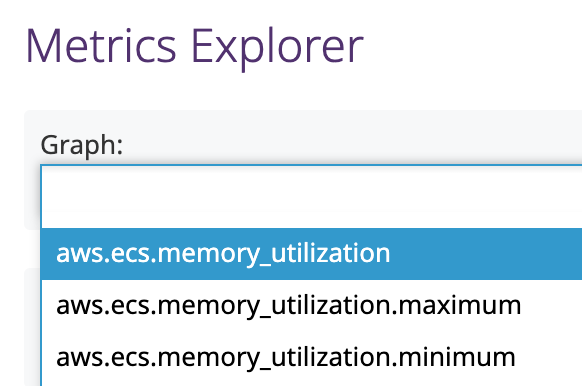 Metrics Explorer
Graph:
aws.ecs.memory_utilization
aws.ecs.memory_utilization.maximum
aws.ecs.memory_utilization.minimum